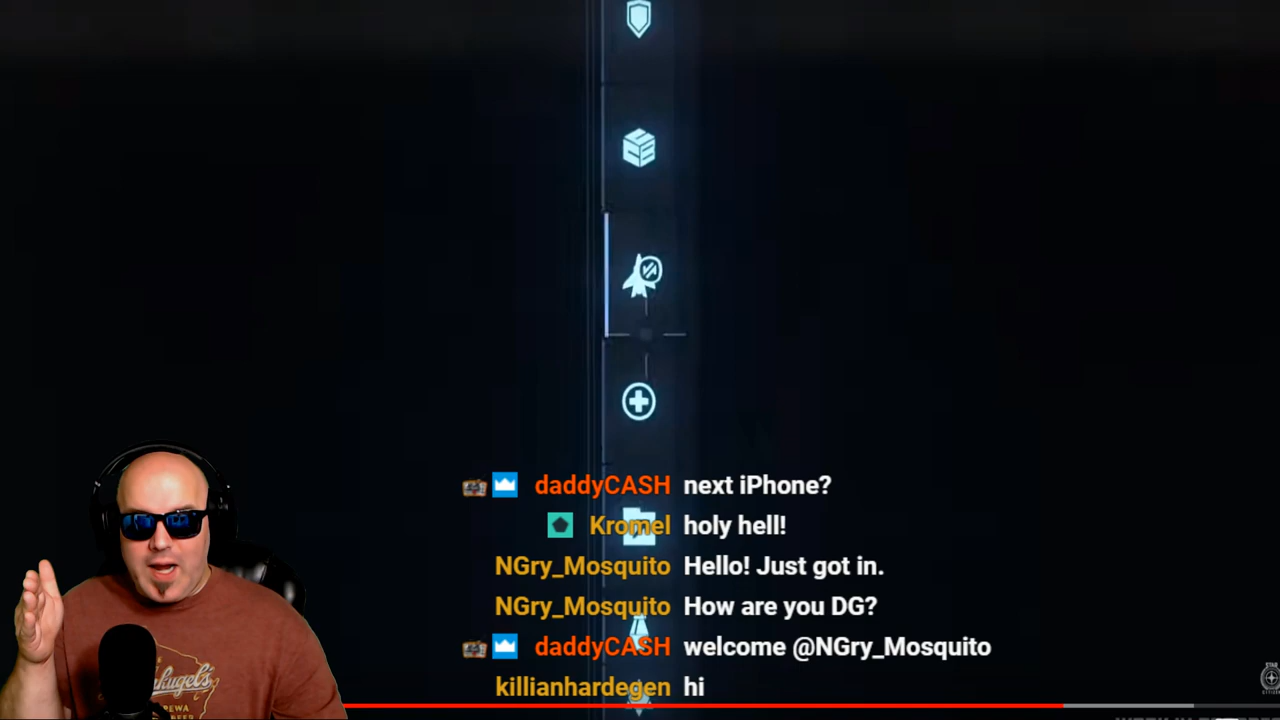 daddyCASH next iPhone?
Kromel holy hell!
NGry_Mosquito Hello! Just got in.
NGry_Mosquito How are you DG?
daddyCASH welcome @NGry_Mosquito
killianhardegen hi
kugel's